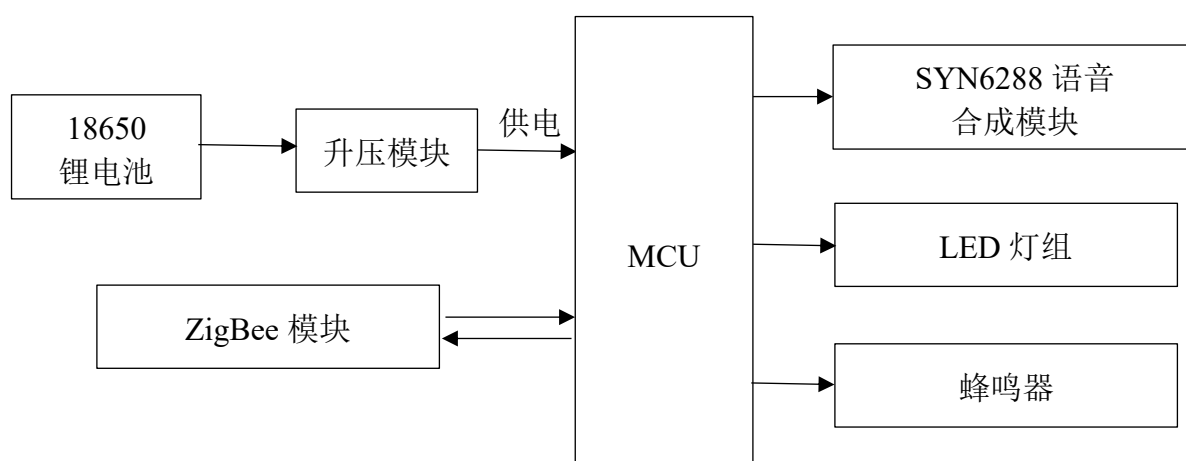 18650
锂电池
升压模块
供电
ZigBee 模块
MCU
SYN6288 语音
合成模块
LED 灯组
蜂鸣器